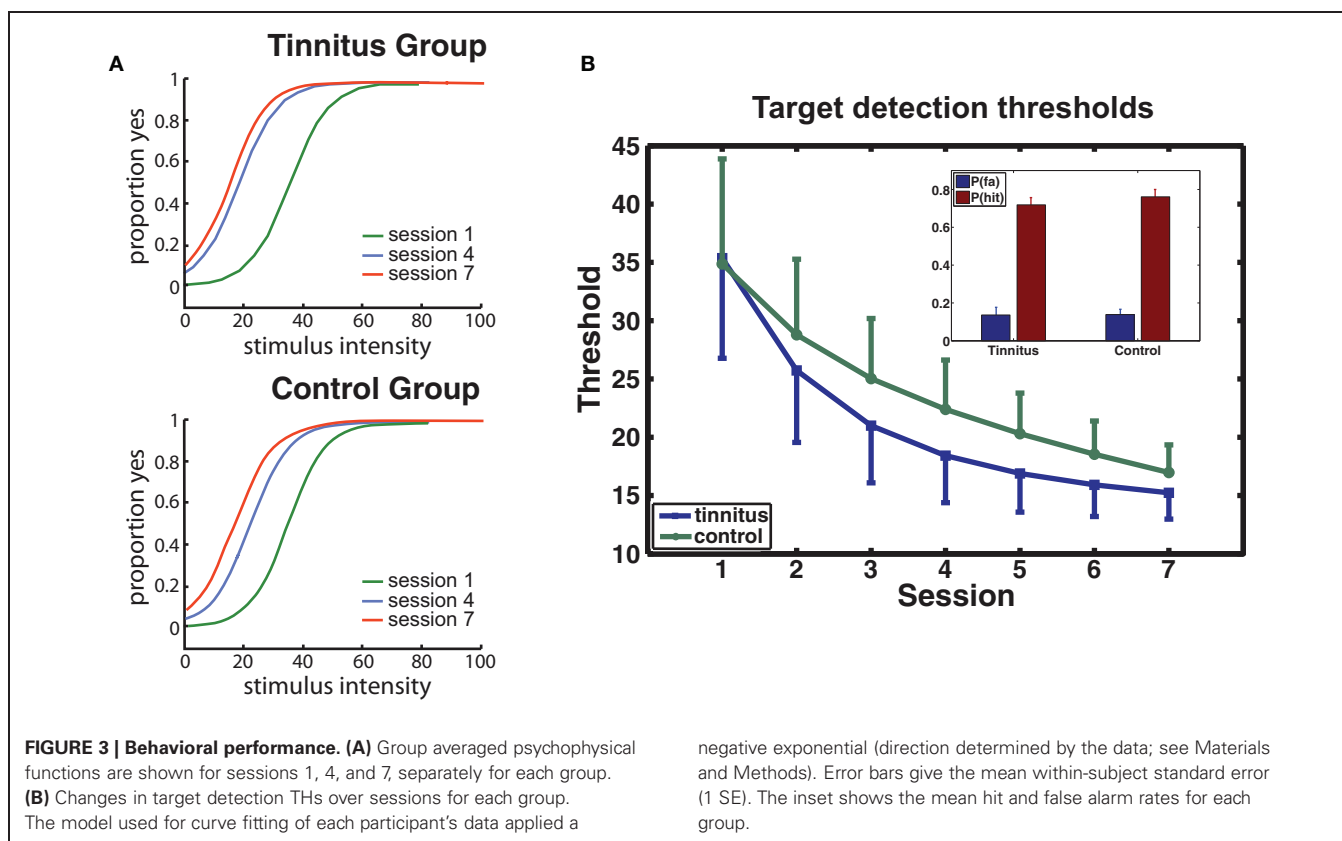 Tinnitus Group
A
1
0.8
0.6
0.4
0.2
0
proportion yes
session 1
session 4
session 7
0 20 40 60 80 100
stimulus intensity
Control Group
1
0.8
0.6
0.4
0.2
0
proportion yes
session 1
session 4
session 7
0 20 40 60 80 100
stimulus intensity
B
Target detection thresholds
45
40
35
30
25
20
15
10
Threshold
P(fa)
P(hit)
0.8
0.6
0.4
0.2
0
Tinnitus Control
tinnitus
control
1 2 3 4 5 6 7
Session
FIGURE 3 | Behavioral performance. (A) Group averaged psychophysical
functions are shown for sessions 1, 4, and 7, separately for each group.
(B) Changes in target detection THs over sessions for each group.
The model used for curve fitting of each participant's data applied a
negative exponential (direction determined by the data; see Materials
and Methods). Error bars give the mean within-subject standard error
(1 SE). The inset shows the mean hit and false alarm rates for each
group.